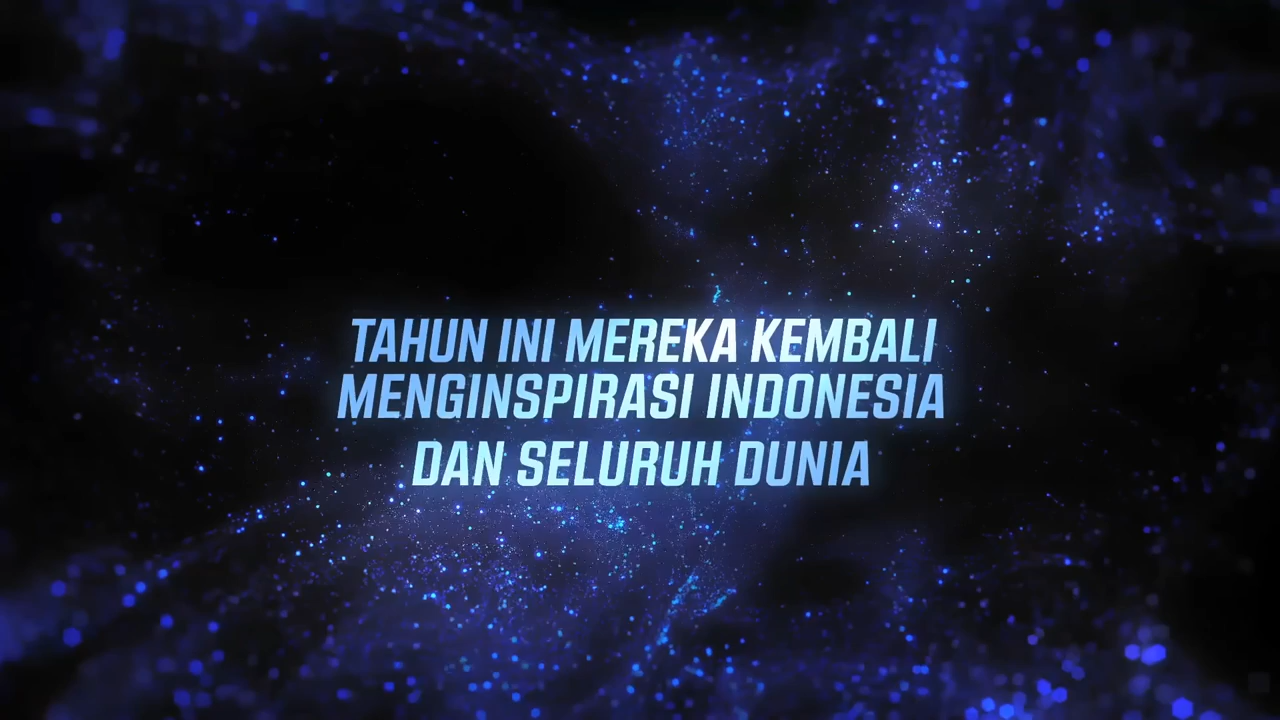 TAHUN INI MEREKA KEMBALI
MENGINSPIRASI INDONESIA
DAN SELURUH DUNIA